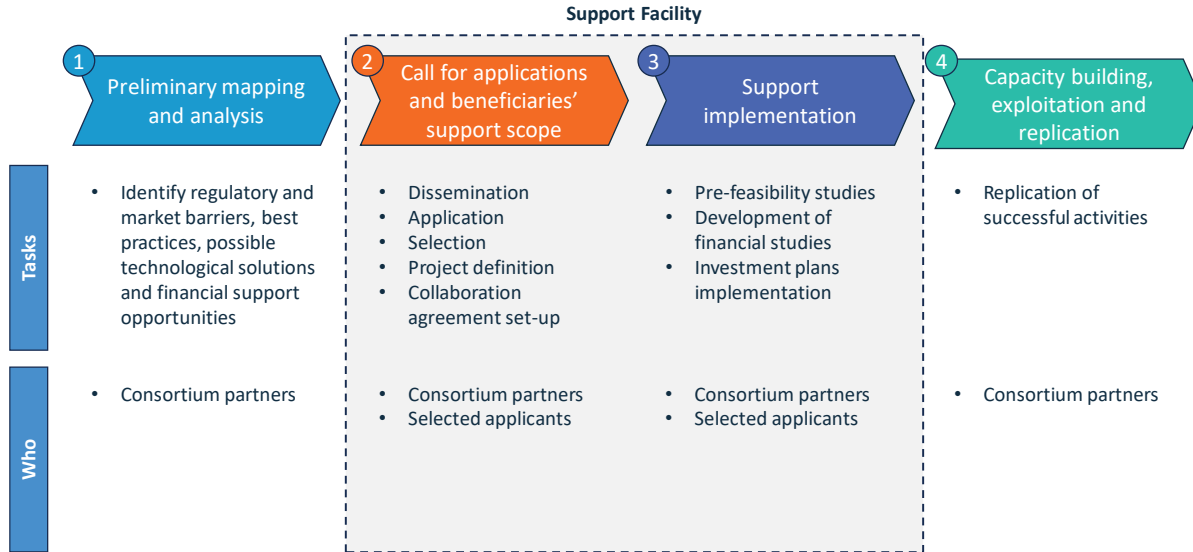 Support Facility
1
Preliminary mapping
and analysis
2
Call for applications
and beneficiaries’
support scope
3
Support
implementation
4
Capacity building,
exploitation and
replication
Tasks
• Identify regulatory and
market barriers, best
practices, possible
technological solutions
and financial support
opportunities
• Dissemination
• Application
• Selection
• Project definition
• Collaboration
agreement set-up
• Pre-feasibility studies
• Development of
financial studies
• Investment plans
implementation
• Replication of
successful activities
Who
• Consortium partners
• Consortium partners
• Selected applicants
• Consortium partners
• Selected applicants
• Consortium partners